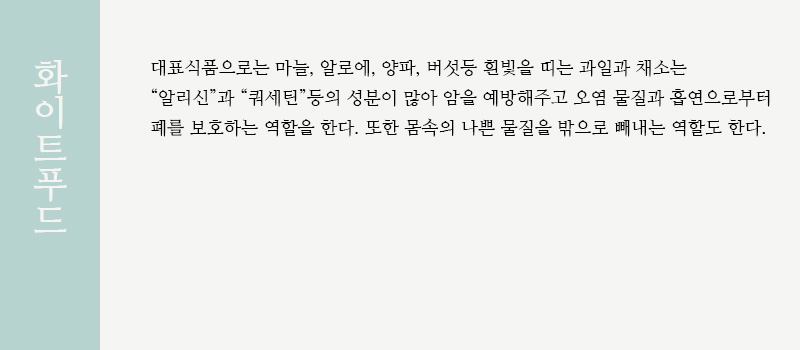 화이트푸드
대표식품으로는 마늘, 알로에, 양파, 버섯등 흰빛을 띠는 과일과 채소는
“알리신”과 “쿼세틴”등의 성분이 많아 암을 예방해주고 오염 물질과 흡연으로부터
폐를 보호하는 역할을 한다. 또한 몸속의 나쁜 물질을 밖으로 빼내는 역할도 한다.